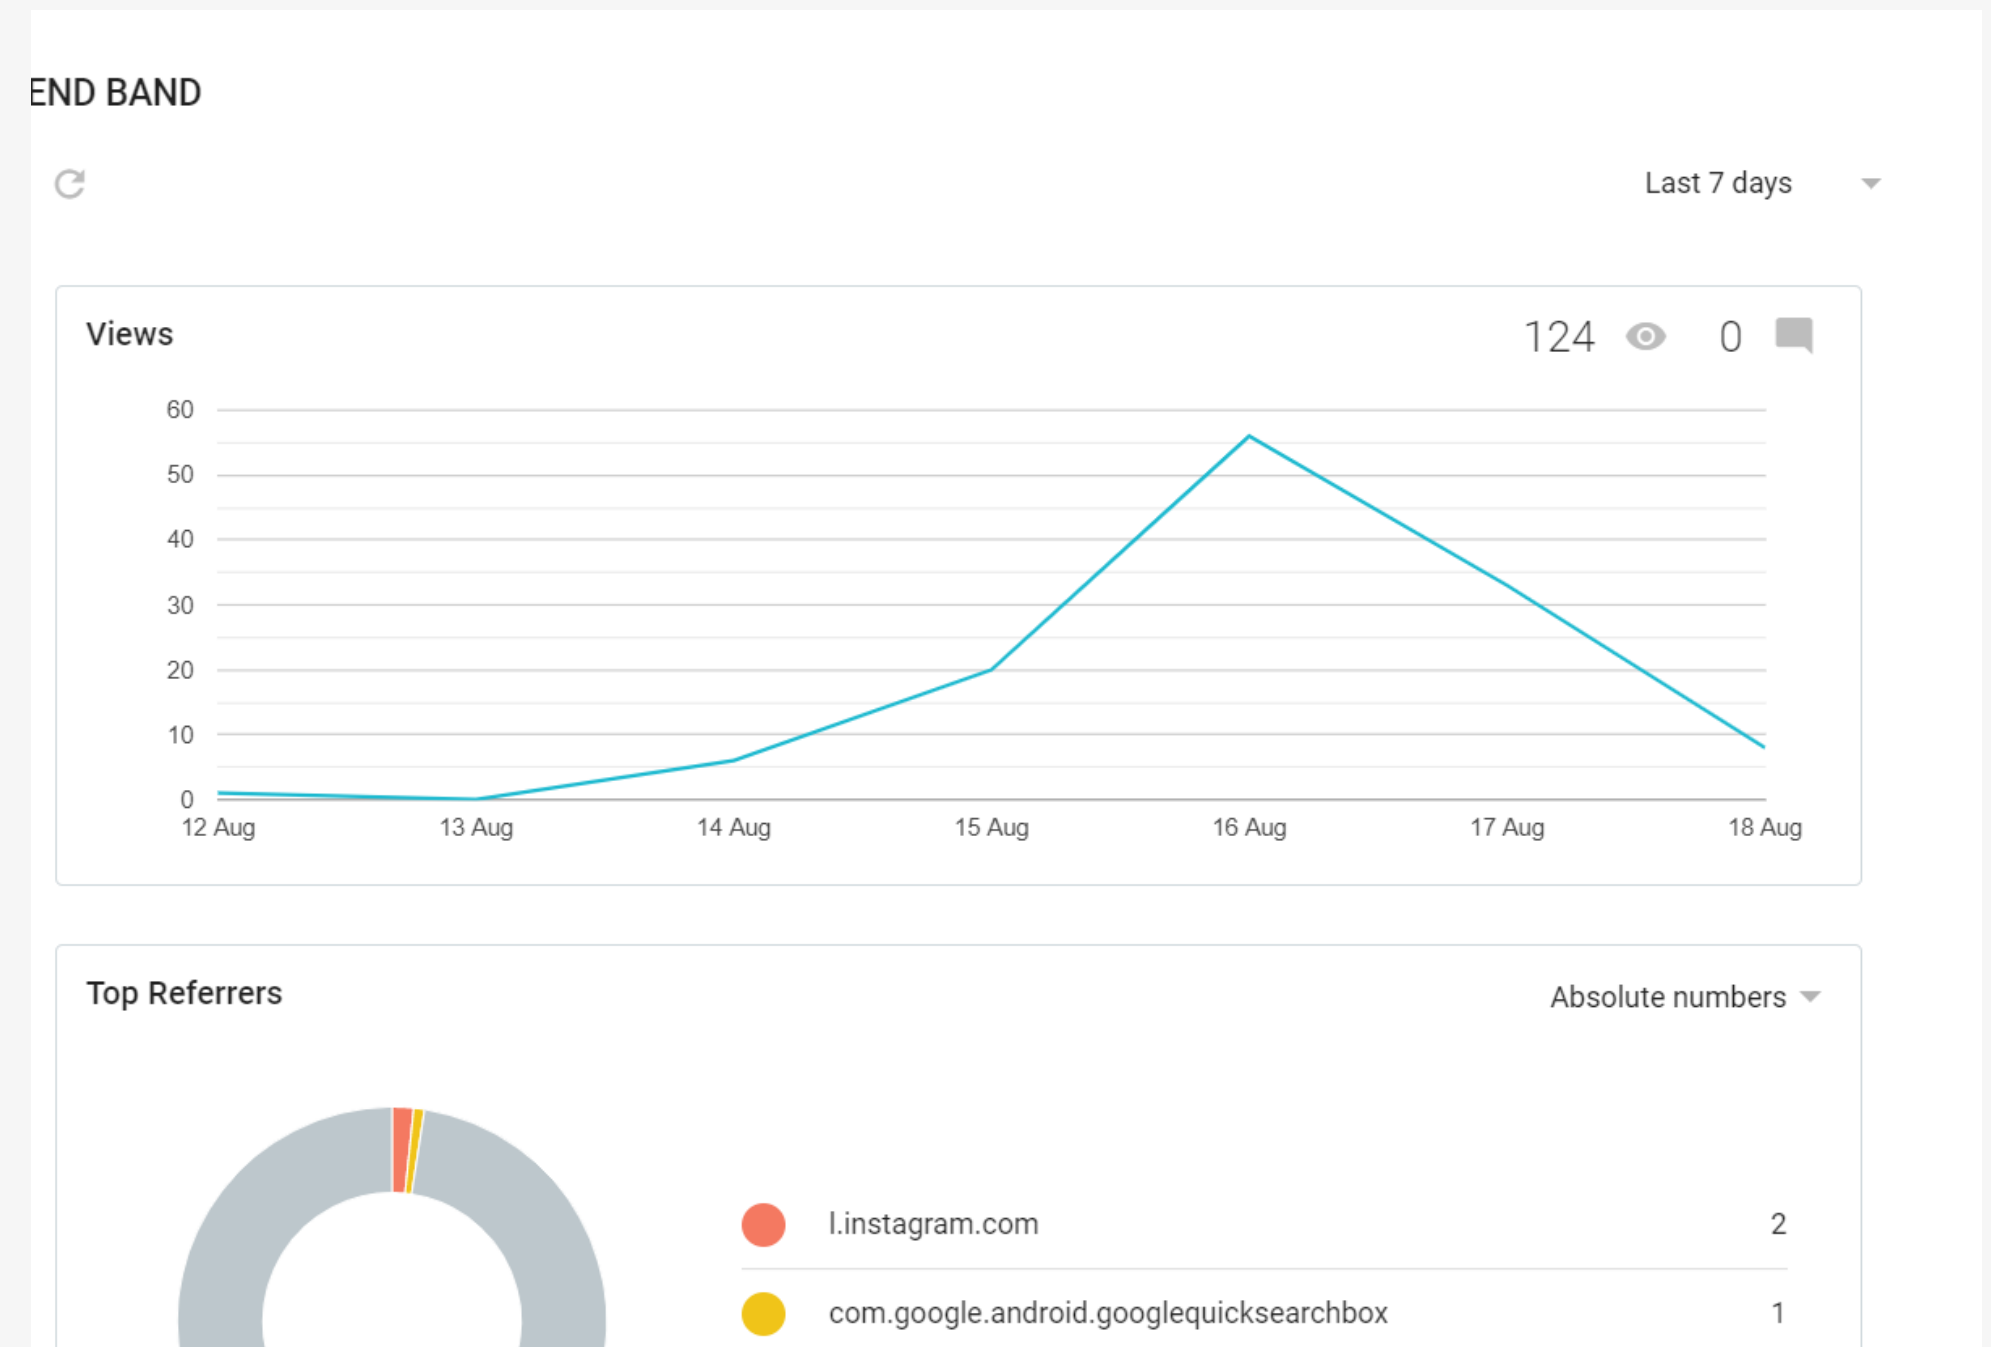 END BAND
Last 7 days
Views 124 0
60
50
40
30
20
10
0
12 Aug 13 Aug 14 Aug 15 Aug 16 Aug 17 Aug 18 Aug
Top Referrers Absolute numbers
l.instagram.com 2
com.google.android.googlequicksearchbox 1